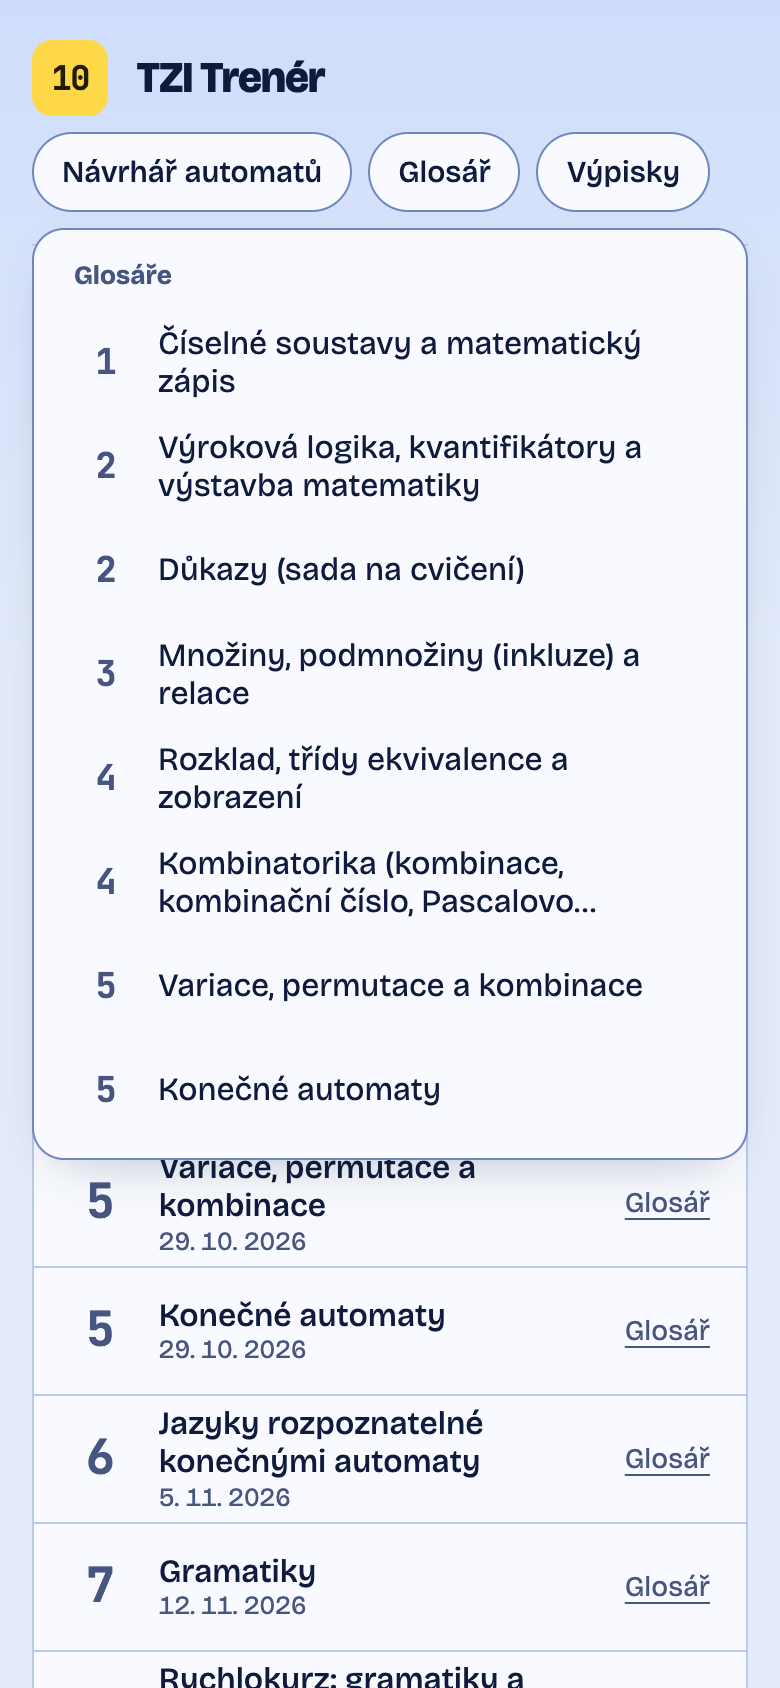 10
TZI Trenér
Návrhář automatů
Glosář
Výpisky
Glosáře
1
Číselné soustavy a matematický
zápis
2
Výroková logika, kvantifikátory a
výstavba matematiky
2
Důkazy (sada na cvičení)
3
Množiny, podmnožiny (inkluze) a
relace
4
Rozklad, třídy ekvivalence a
zobrazení
4
Kombinatorika (kombinace,
kombinační číslo, Pascalovo...
5
Variace, permutace a kombinace
5
Konečné automaty
5
Variace, permutace a
kombinace
29. 10. 2026
Glosář
5
Konečné automaty
29. 10. 2026
Glosář
6
Jazyky rozpoznatelné
konečnými automaty
5. 11. 2026
Glosář
7
Gramatiky
12. 11. 2026
Glosář
Rychlokurz: gramatiky a